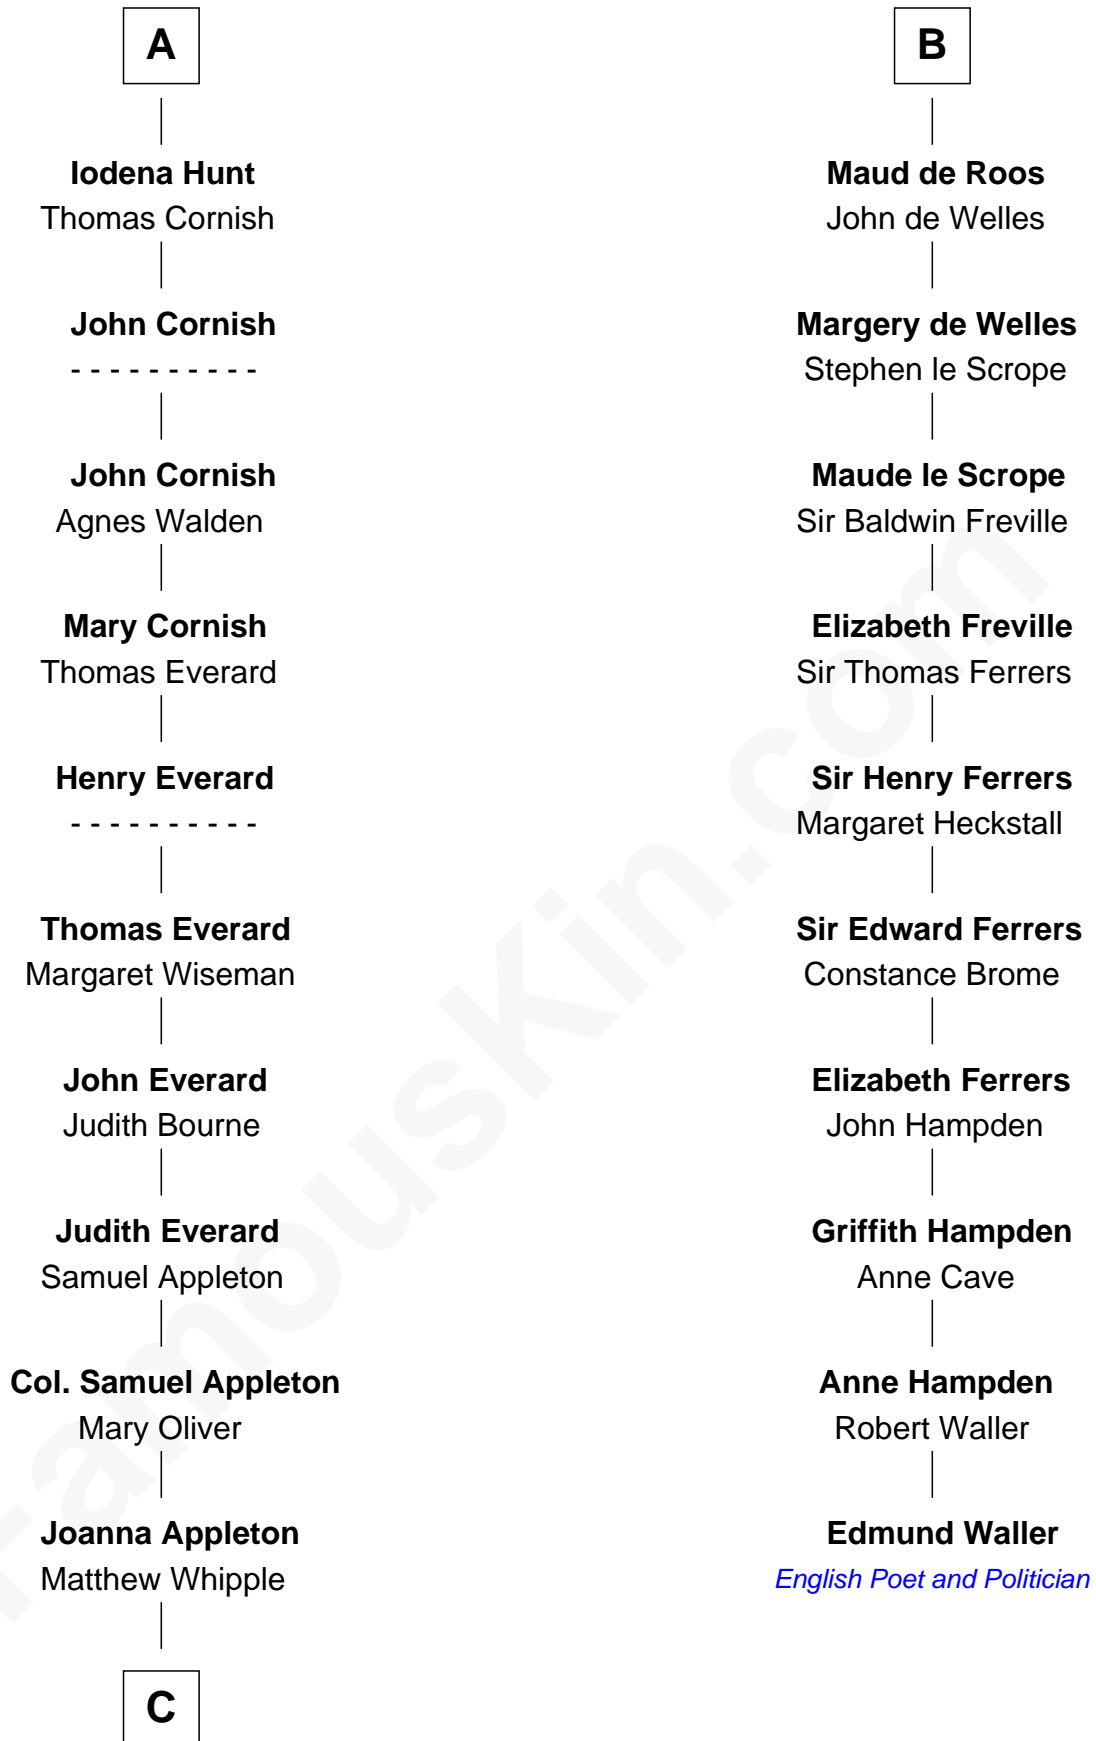 A
Iodena Hunt
Thomas Cornish
John Cornish
- - - - - - - - - -
John Cornish
Agnes Walden
Mary Cornish
Thomas Everard
Henry Everard
- - - - - - - - - -
Thomas Everard
Margaret Wiseman
John Everard
Judith Bourne
Judith Everard
Samuel Appleton
Col. Samuel Appleton
Mary Oliver
Joanna Appleton
Matthew Whipple
C
B
Maud de Roos
John de Welles
Margery de Welles
Stephen le Scrope
Maude le Scrope
Sir Baldwin Freville
Elizabeth Freville
Sir Thomas Ferrers
Sir Henry Ferrers
Margaret Heckstall
Sir Edward Ferrers
Constance Brome
Elizabeth Ferrers
John Hampden
Griffith Hampden
Anne Cave
Anne Hampden
Robert Waller
Edmund Waller
English Poet and Politician
FamousKin.com